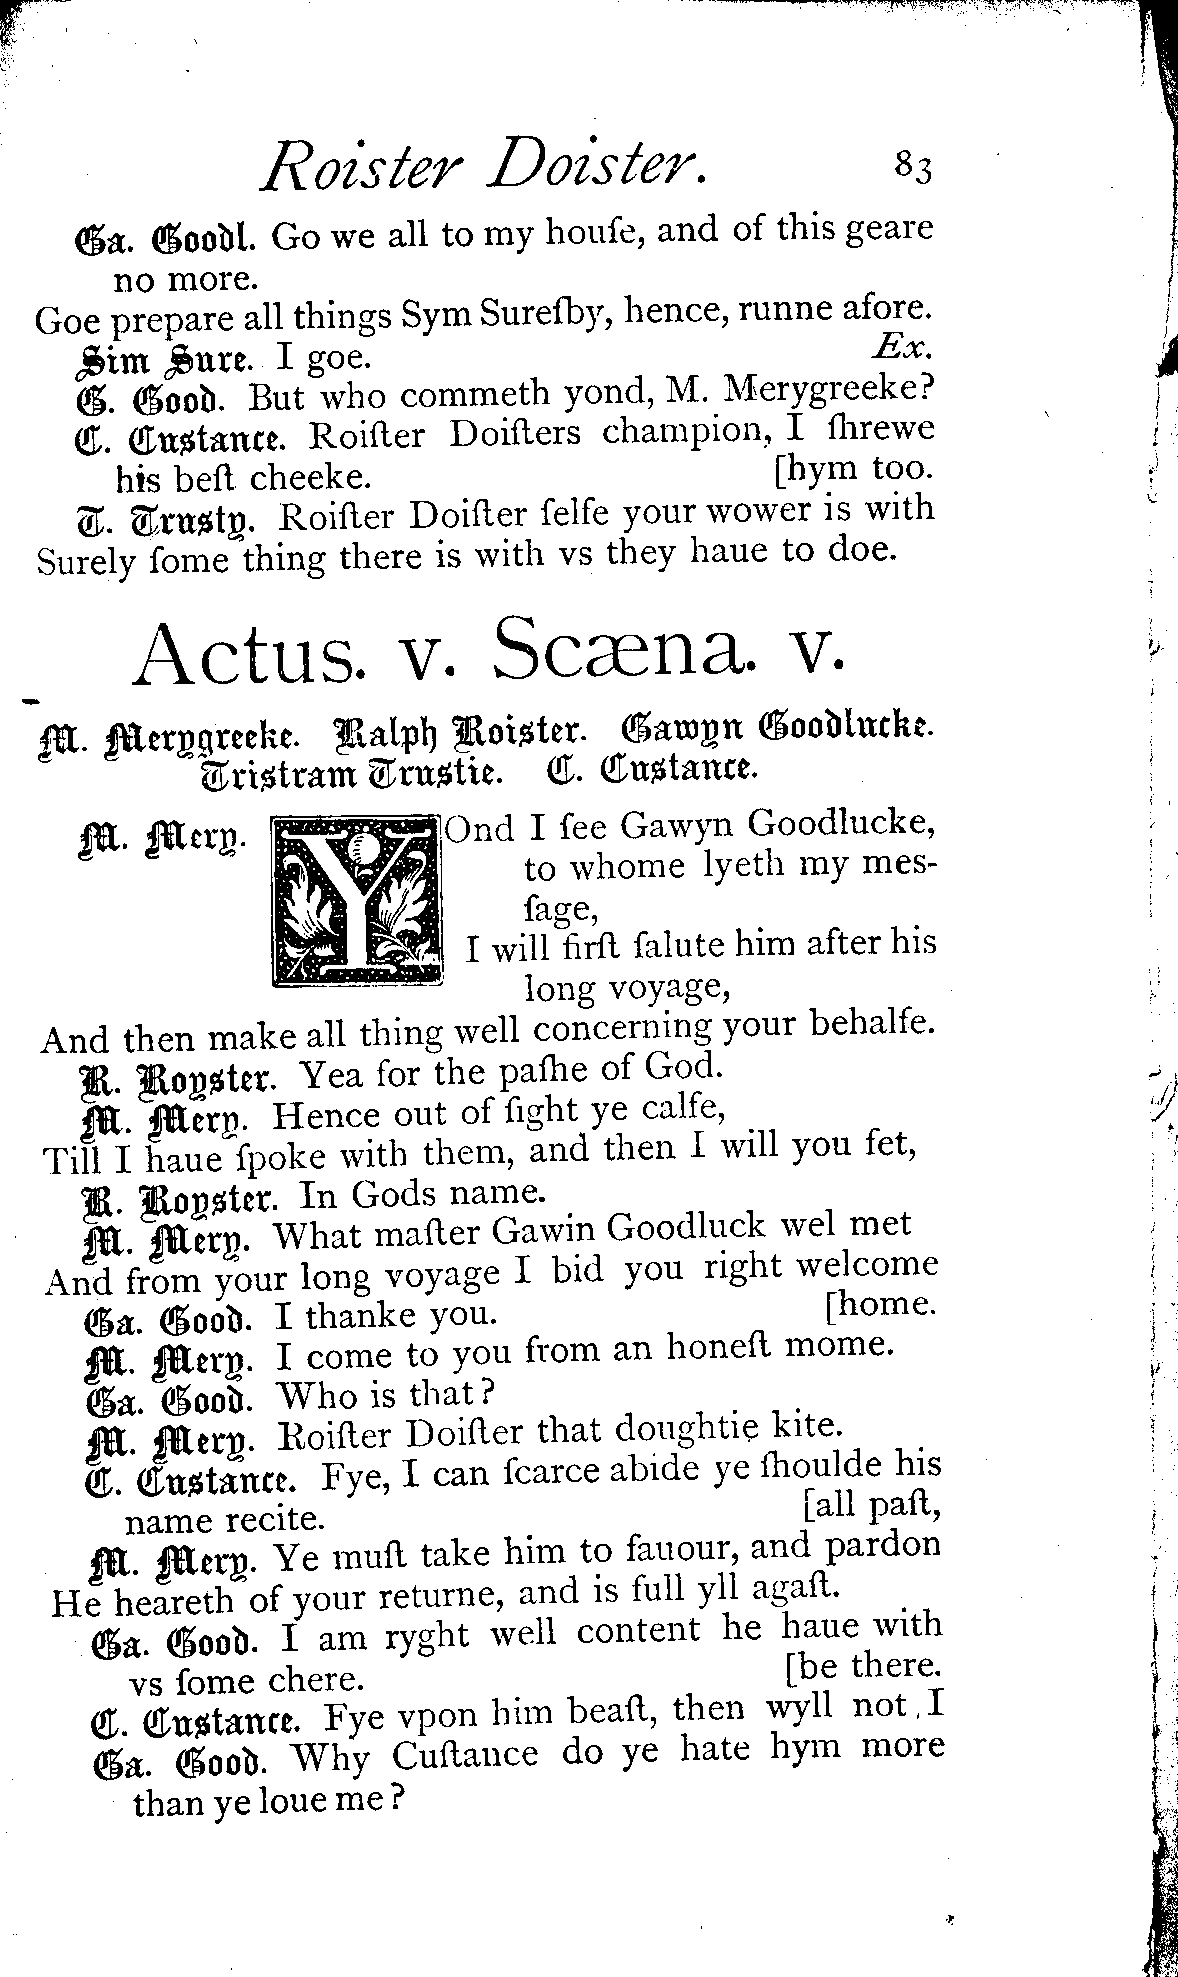 Roister Doister. 83
Ga. Goodl. Go we all to my houſe, and of this geare
no more.
Goe prepare all things Sym Sureſby, hence, runne afore.
Sim Sure. I goe. Ex.
G. Good. But who commeth yond, M. Merygreeke?
C. Custance. Roiſter Doiſters champion, I ſhrewe
his beſt cheeke. [hym too.
T. Trusty. Roiſter Doiſter ſelfe your wower is with
Surely ſome thing there is with vs they haue to doe.
Actus. v. Scæna. v.
M. Merygreeke. Ralph Roister. Gawyn Goodlucke.
Tristram Trustie. C. Custance.
M. Mery. YOnd I ſee Gawyn Goodlucke,
to whome lyeth my mes-
ſage,
I will firſt ſalute him after his
long voyage,
And then make all thing well concerning your behalfe.
R. Royster. Yea for the paſhe of God.
M. Mery. Hence out of ſight ye calfe,
Till I haue ſpoke with them, and then I will you fet,
R. Royster. In Gods name.
M. Mery. What maſter Gawin Goodluck wel met
And from your long voyage I bid you right welcome
Ga. Good. I thanke you. [home.
M. Mery. I come to you from an honeſt mome.
Ga. Good. Who is that?
M. Mery. Roiſter Doiſter that doughtie kite.
C. Custance. Fye, I can ſcarce abide ye ſhoulde his
name recite. [all paſt,
M. Mery. Ye muſt take him to fauour, and pardon
He heareth of your returne, and is full yll agaſt.
Ga. Good. I am ryght well content he haue with
vs ſome chere. [be there.
C. Custance. Fye vpon him beaſt, then wyll not I
Ga. Good. Why Cuſtance do ye hate hym more
than ye loue me?